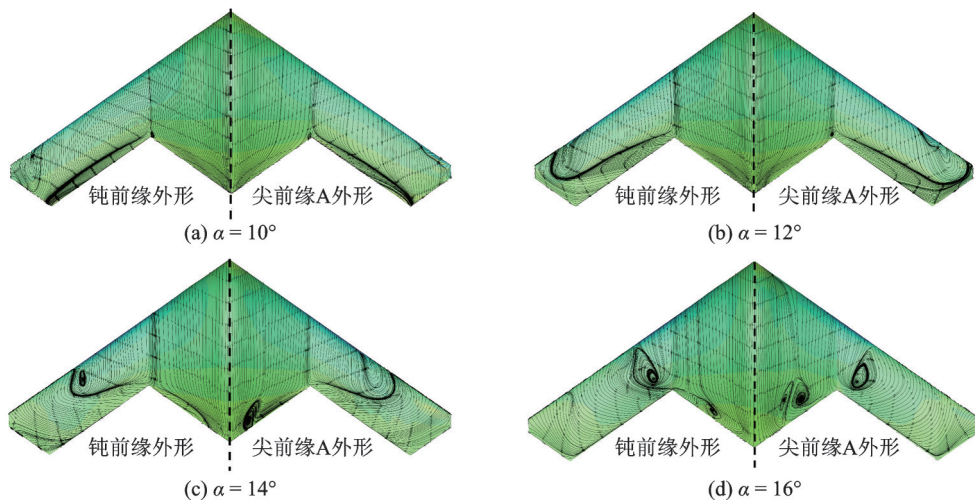 钝前缘外形 尖前缘A外形
(a) α = 10°
钝前缘外形 尖前缘A外形
(b) α = 12°
钝前缘外形 尖前缘A外形
(c) α = 14°
钝前缘外形 尖前缘A外形
(d) α = 16°